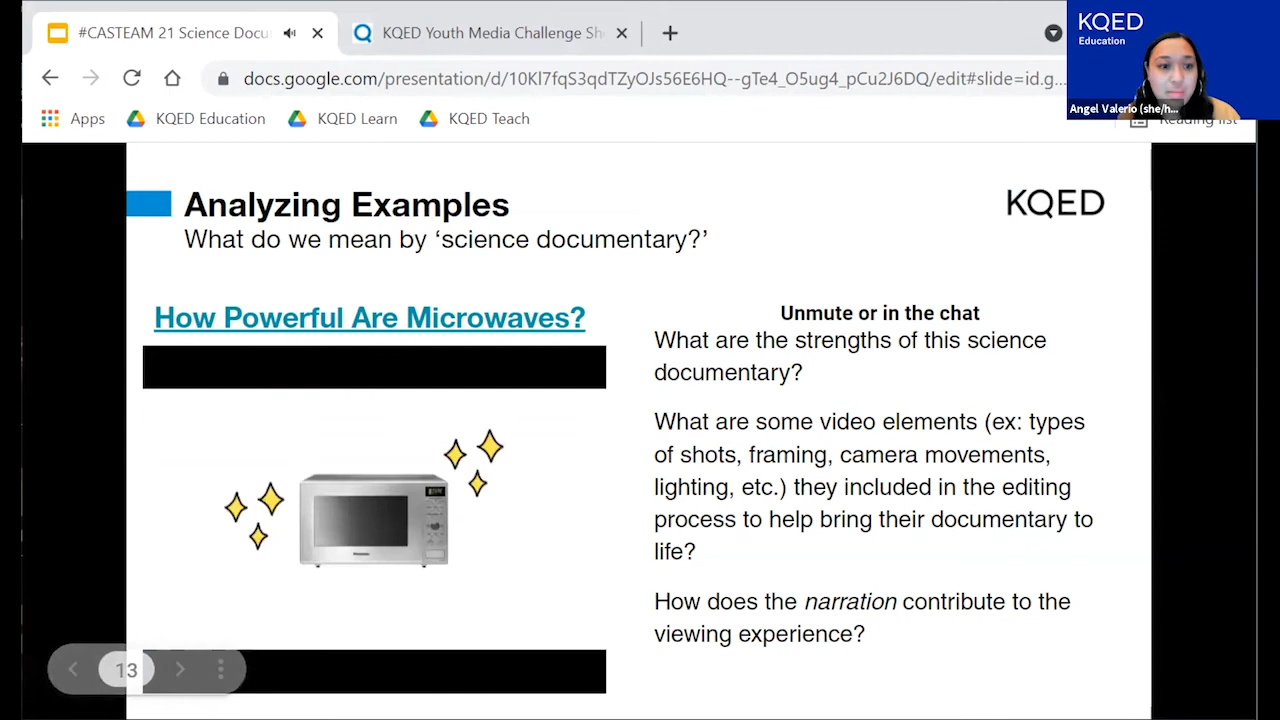 #CASTEAM 21 Science Docu
KQED Youth Media Challenge Sh
docs.google.com/presentation/d/10Kl7fqS3qdTZyOJs56E6HQ--gTe4_O5ug4_pCu2J6DQ/edit#slide=id.g...
KQED
Education
Angel Valerio (she/h...
Apps
KQED Education
KQED Learn
KQED Teach
Reading list
Analyzing Examples
What do we mean by ‘science documentary?’
KQED
How Powerful Are Microwaves?
Unmute or in the chat
What are the strengths of this science
documentary?
What are some video elements (ex: types
of shots, framing, camera movements,
lighting, etc.) they included in the editing
process to help bring their documentary to
life?
How does the narration contribute to the
viewing experience?
13